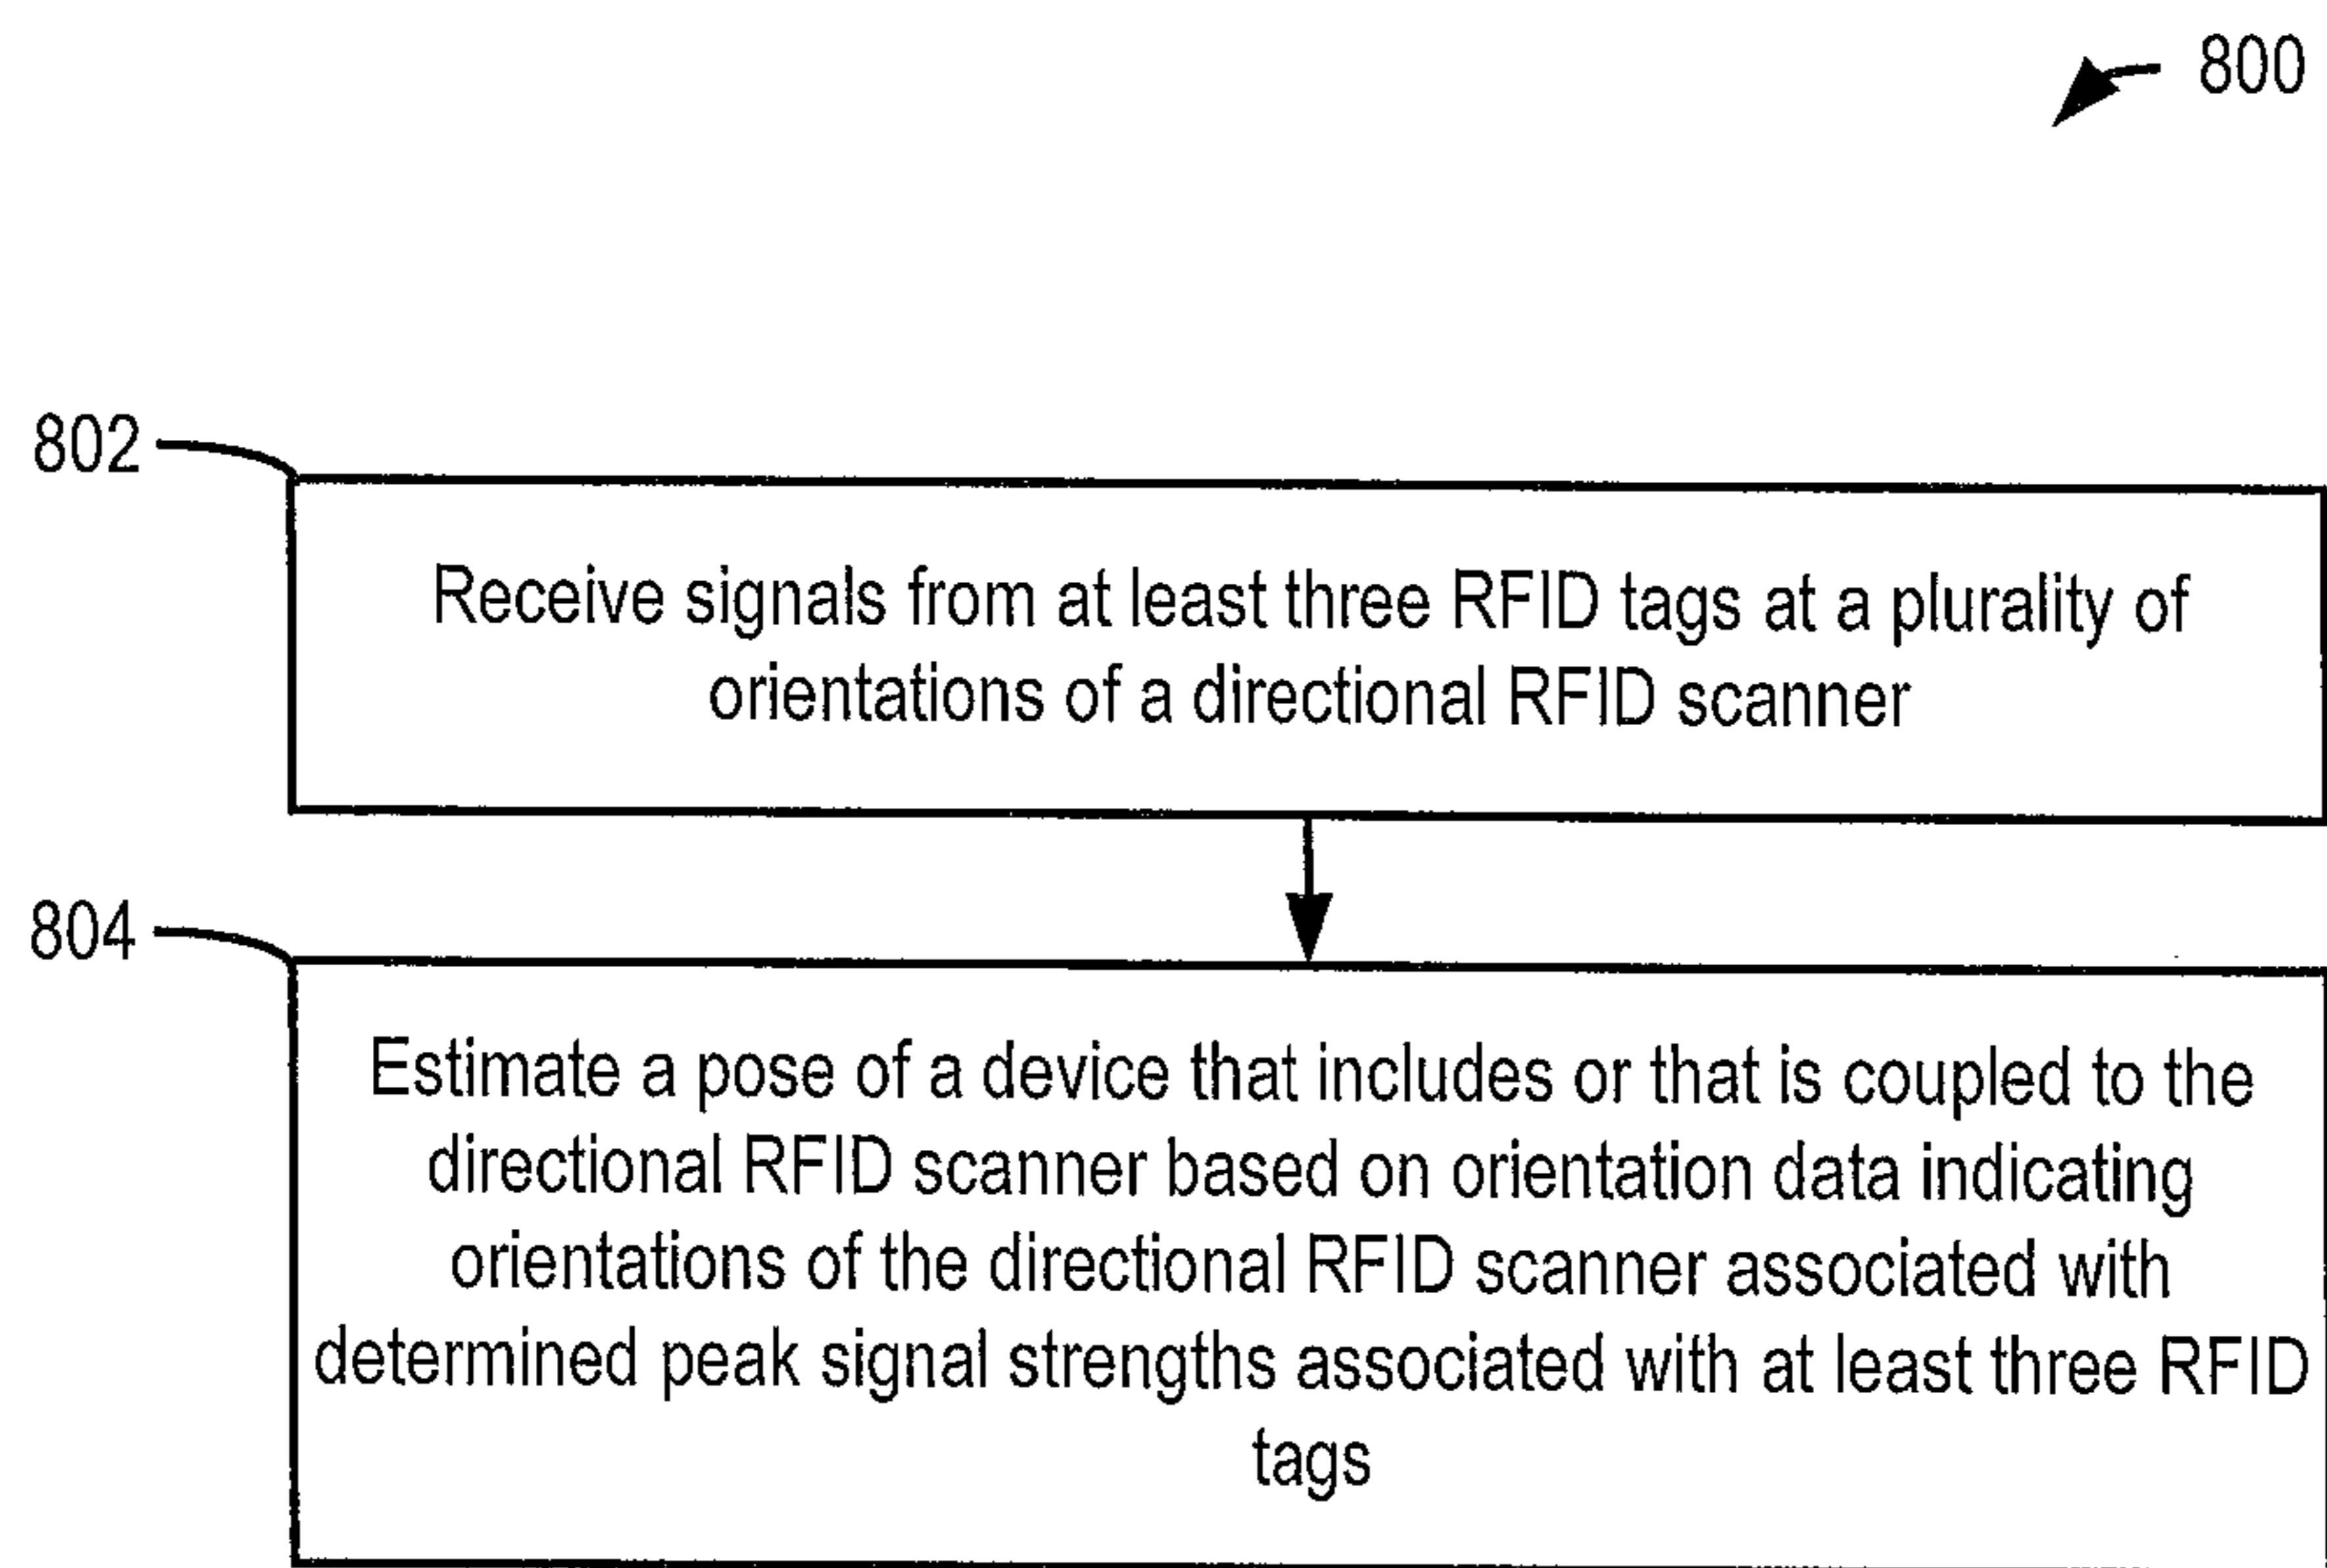 800
802
Receive signals from at least three RFID tags at a plurality of
orientations of a directional RFID scanner
804
Estimate a pose of a device that includes or that is coupled to the
directional RFID scanner based on orientation data indicating
orientations of the directional RFID scanner associated with
determined peak signal strengths associated with at least three RFID
tags